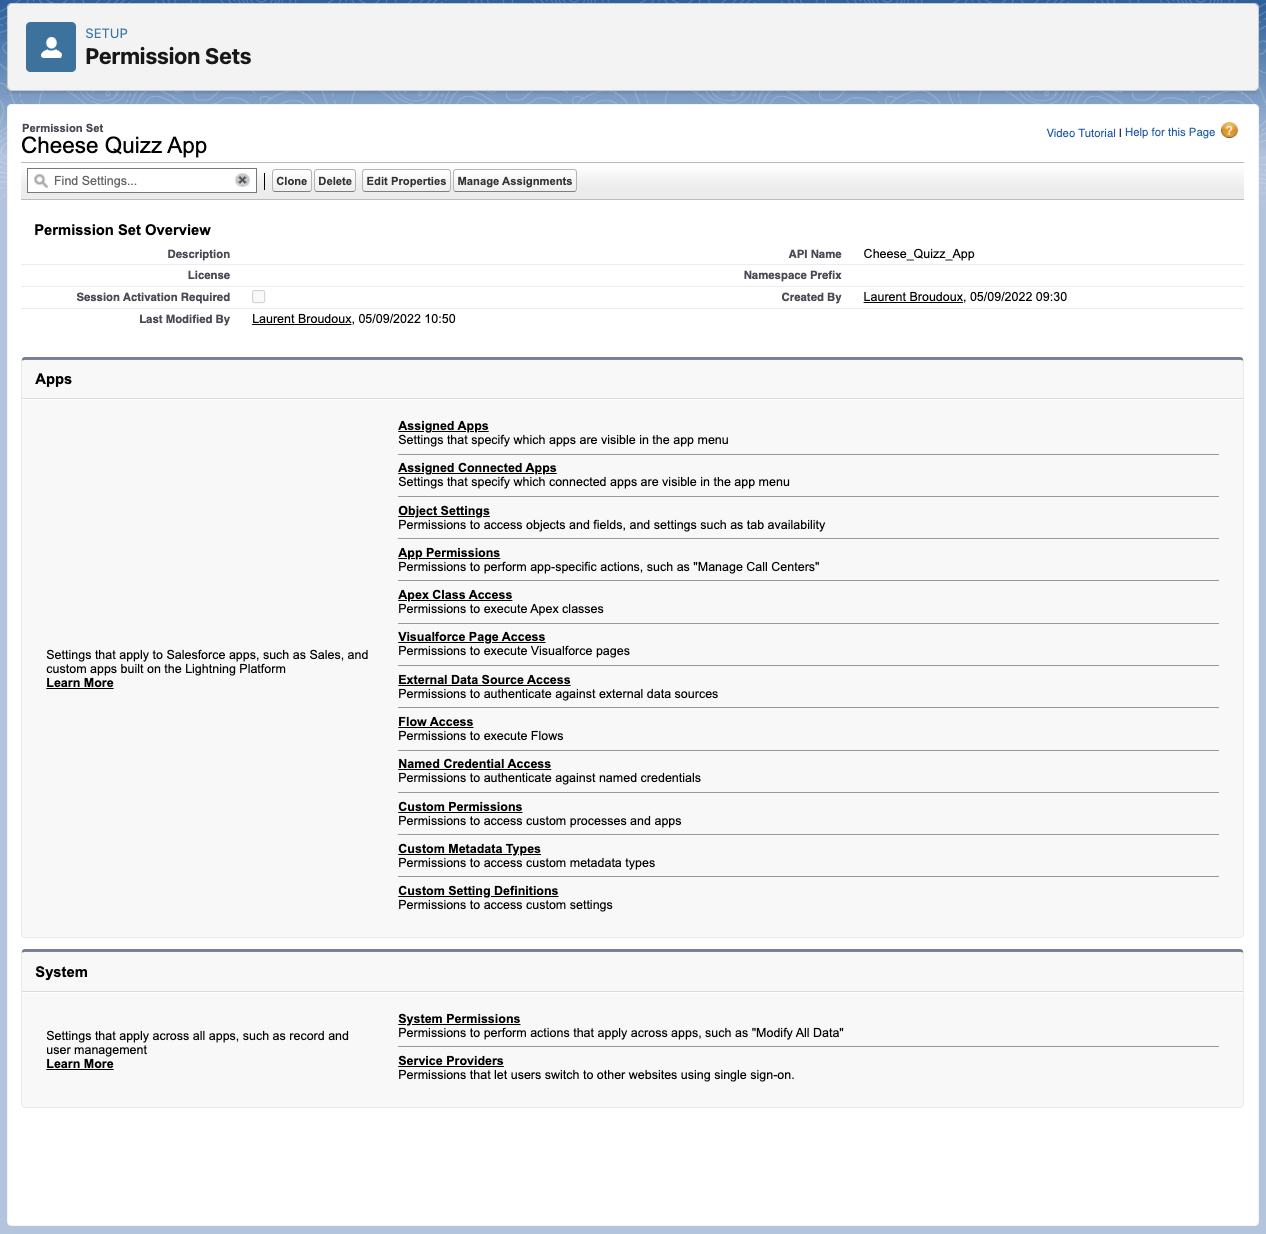 SETUP
Permission Sets
Permission Set
Cheese Quizz App
Video Tutorial | Help for this Page ?
Find Settings...
Clone Delete Edit Properties Manage Assignments
Permission Set Overview
Description API Name Cheese_Quizz_App
License Namespace Prefix
Session Activation Required Created By Laurent Broudoux, 05/09/2022 09:30
Last Modified By Laurent Broudoux, 05/09/2022 10:50
Apps
Settings that apply to Salesforce apps, such as Sales, and
custom apps built on the Lightning Platform
Learn More
Assigned Apps
Settings that specify which apps are visible in the app menu
Assigned Connected Apps
Settings that specify which connected apps are visible in the app menu
Object Settings
Permissions to access objects and fields, and settings such as tab availability
App Permissions
Permissions to perform app-specific actions, such as "Manage Call Centers"
Apex Class Access
Permissions to execute Apex classes
Visualforce Page Access
Permissions to execute Visualforce pages
External Data Source Access
Permissions to authenticate against external data sources
Flow Access
Permissions to execute Flows
Named Credential Access
Permissions to authenticate against named credentials
Custom Permissions
Permissions to access custom processes and apps
Custom Metadata Types
Permissions to access custom metadata types
Custom Setting Definitions
Permissions to access custom settings
System
Settings that apply across all apps, such as record and
user management
Learn More
System Permissions
Permissions to perform actions that apply across apps, such as "Modify All Data"
Service Providers
Permissions that let users switch to other websites using single sign-on.